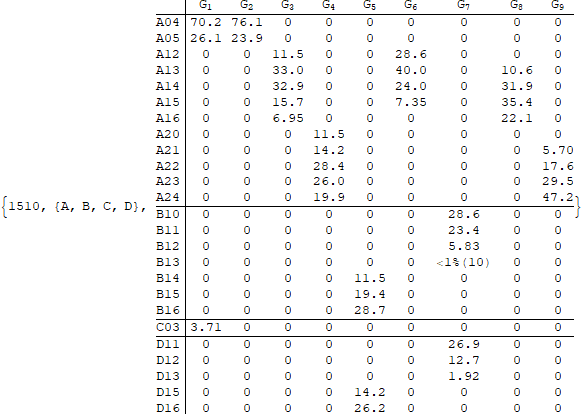 G1 G2 G3 G4 G5 G6 G7 G8 G9
A04 70.2 76.1 0 0 0 0 0 0 0
A05 26.1 23.9 0 0 0 0 0 0 0
A12 0 0 11.5 0 0 28.6 0 0 0
A13 0 0 33.0 0 0 40.0 0 10.6 0
A14 0 0 32.9 0 0 24.0 0 31.9 0
A15 0 0 15.7 0 0 7.35 0 35.4 0
A16 0 0 6.95 0 0 0 0 22.1 0
A20 0 0 0 11.5 0 0 0 0 0
A21 0 0 0 14.2 0 0 0 0 5.70
A22 0 0 0 28.4 0 0 0 0 17.6
A23 0 0 0 26.0 0 0 0 0 29.5
A24 0 0 0 19.9 0 0 0 0 47.2
{1510, {A, B, C, D}, B10 0 0 0 0 0 0 28.6 0 0 }
B11 0 0 0 0 0 0 23.4 0 0
B12 0 0 0 0 0 0 5.83 0 0
B13 0 0 0 0 0 0 <1%(10) 0 0
B14 0 0 0 0 11.5 0 0 0 0
B15 0 0 0 0 19.4 0 0 0 0
B16 0 0 0 0 28.7 0 0 0 0
C03 3.71 0 0 0 0 0 0 0 0
D11 0 0 0 0 0 0 26.9 0 0
D12 0 0 0 0 0 0 12.7 0 0
D13 0 0 0 0 0 0 1.92 0 0
D15 0 0 0 0 14.2 0 0 0 0
D16 0 0 0 0 26.2 0 0 0 0